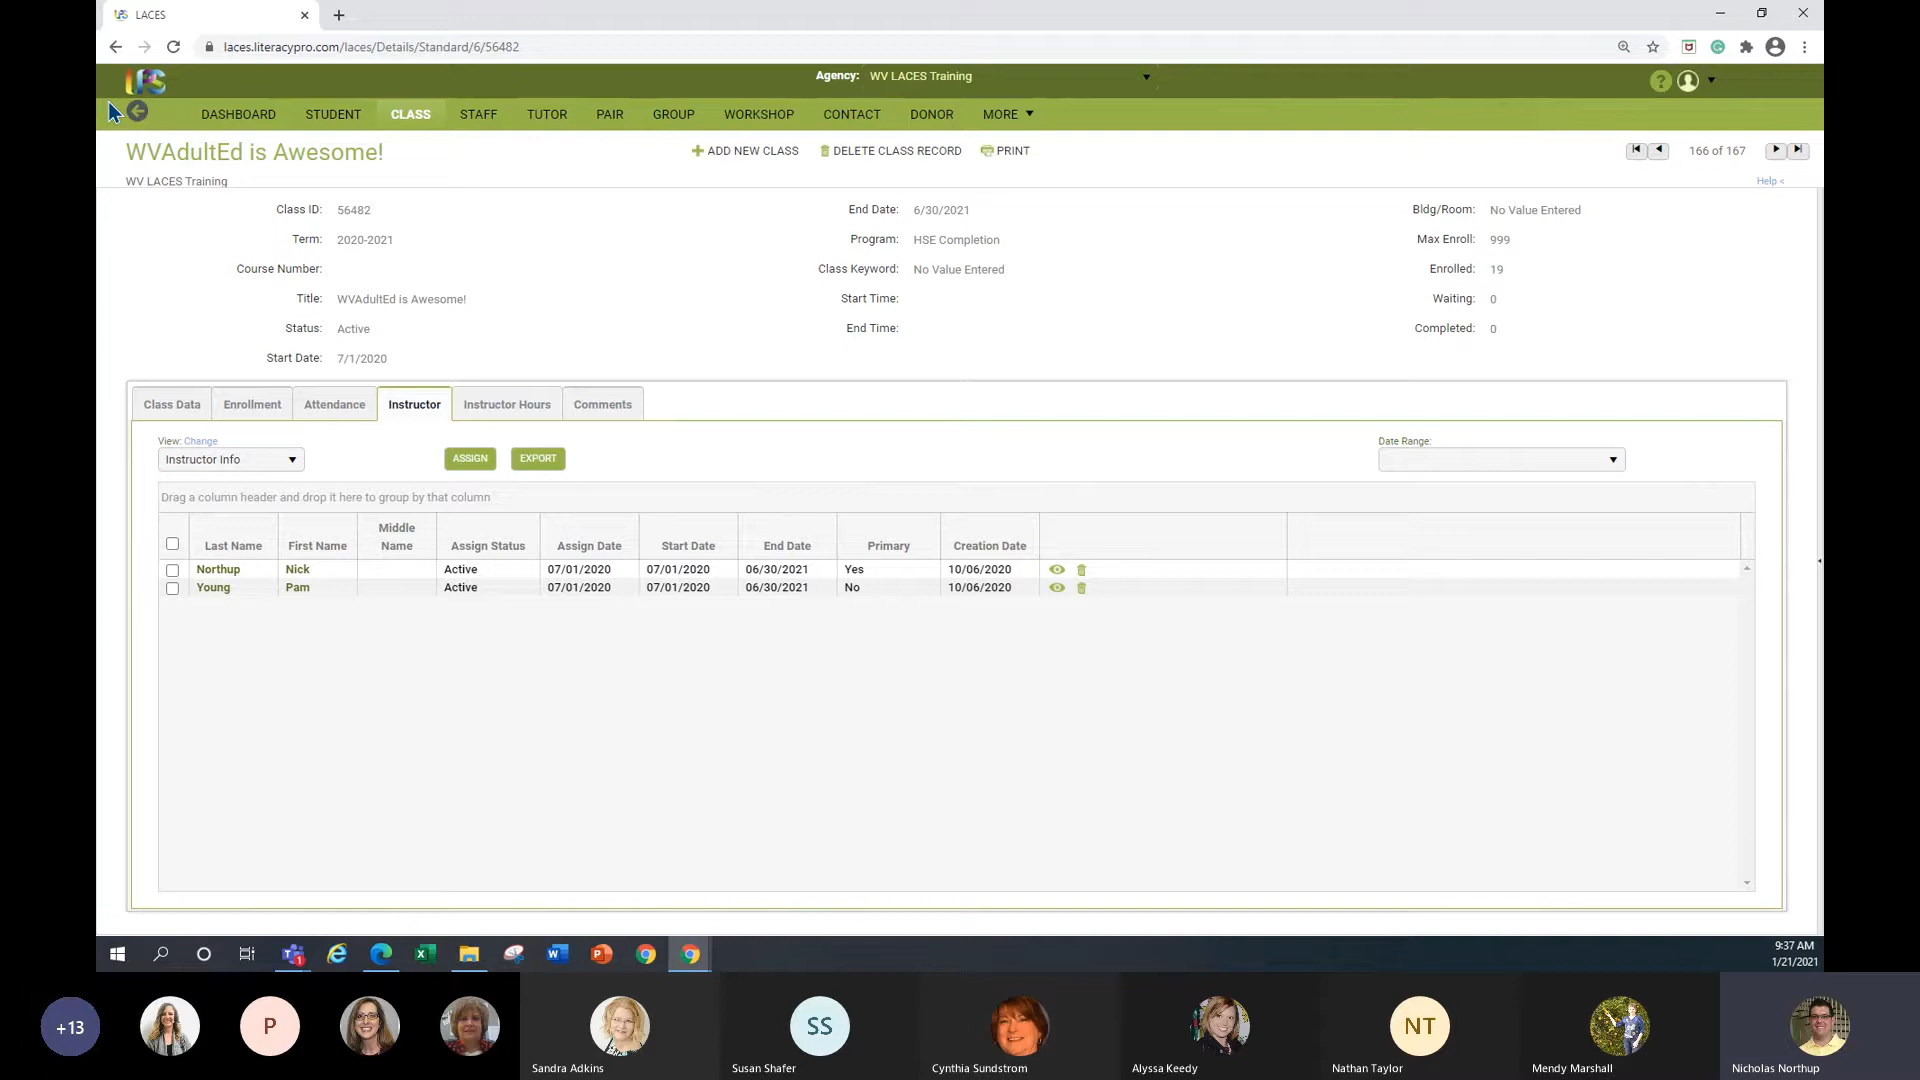 LACES
laces.literacypro.com/laces/Details/Standard/6/56482
LPS
Agency: WV LACES Training
?
DASHBOARD STUDENT CLASS STAFF TUTOR PAIR GROUP WORKSHOP CONTACT DONOR MORE
WVAdultEd is Awesome!
ADD NEW CLASS DELETE CLASS RECORD PRINT
166 of 167
WV LACES Training
Help <
Class ID: 56482 End Date: 6/30/2021 Bldg/Room: No Value Entered
Term: 2020-2021 Program: HSE Completion Max Enroll: 999
Course Number: Class Keyword: No Value Entered Enrolled: 19
Title: WVAdultEd is Awesome! Start Time: Waiting: 0
Status: Active End Time: Completed: 0
Start Date: 7/1/2020
Class Data Enrollment Attendance Instructor Instructor Hours Comments
View: Change
Date Range:
Instructor Info
ASSIGN EXPORT
Drag a column header and drop it here to group by that column
Last Name First Name Middle Name Assign Status Assign Date Start Date End Date Primary Creation Date
Northup Nick Active 07/01/2020 07/01/2020 06/30/2021 Yes 10/06/2020
Young Pam Active 07/01/2020 07/01/2020 06/30/2021 No 10/06/2020
9:37 AM
1/21/2021
+13
P
SS
NT
Sandra Adkins Susan Shafer Cynthia Sundstrom Alyssa Keedy Nathan Taylor Mendy Marshall Nicholas Northup